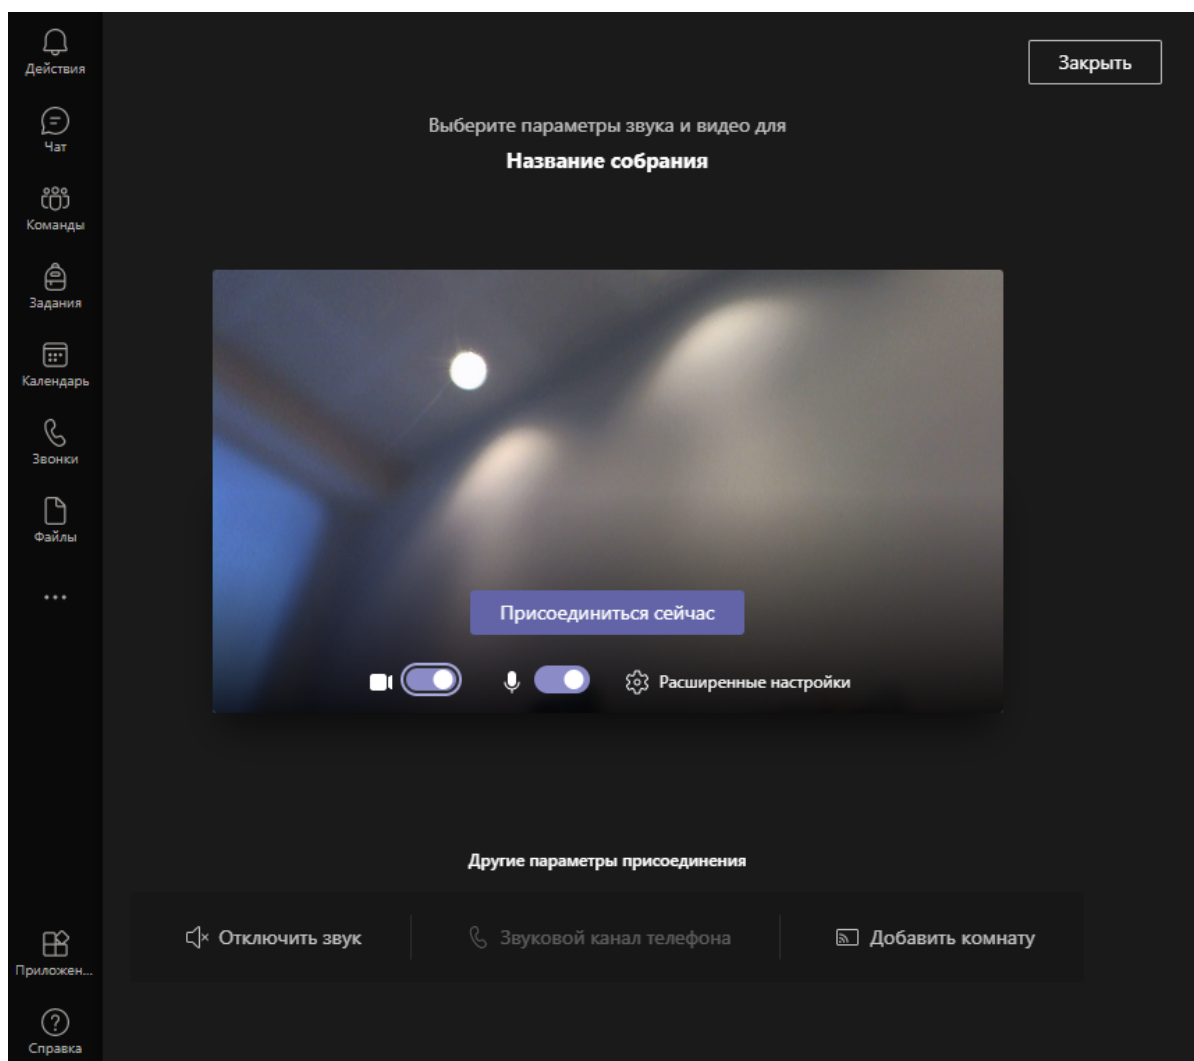 Действия
Чат
Команды
Задания
Календарь
Звонки
Файлы
Приложен...
Справка
Закрыть
Выберите параметры звука и видео для
Название собрания
Присоединиться сейчас
Расширенные настройки
Другие параметры присоединения
Отключить звук
Звуковой канал телефона
Добавить комнату